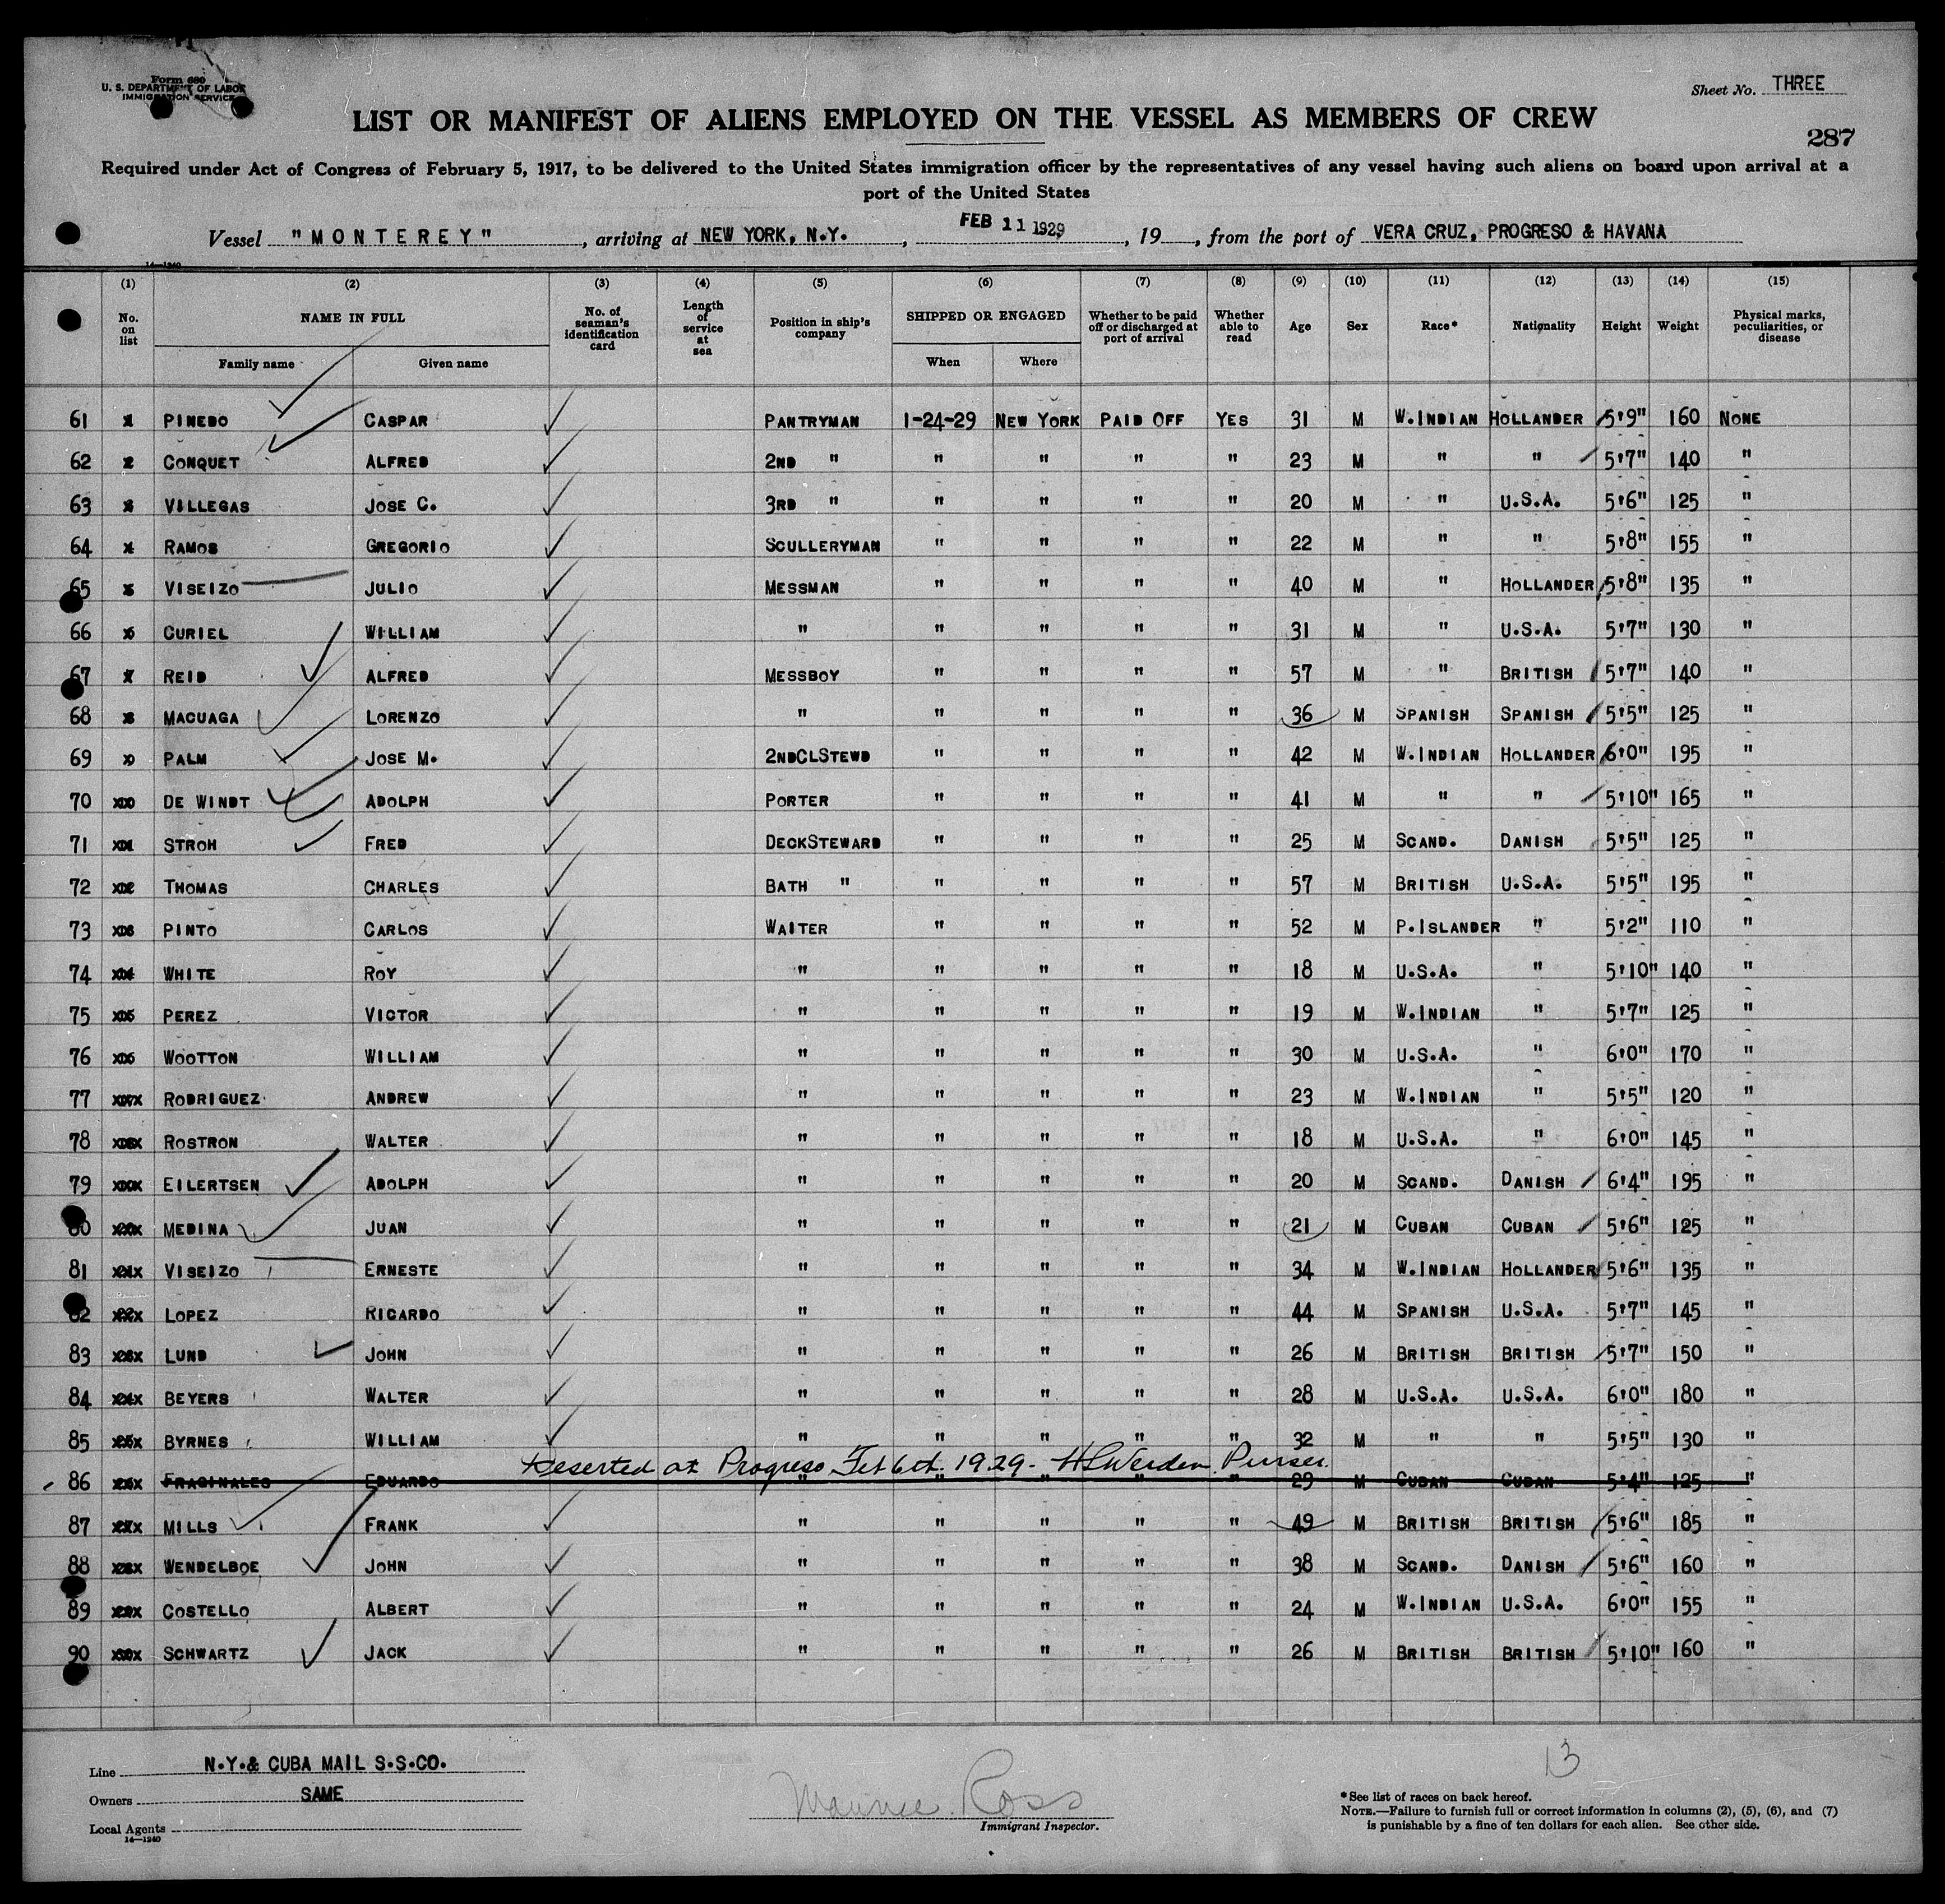 Form 680
U. S. DEPARTMENT OF LABOR
IMMIGRATION SERVICE
Sheet No. THREE
LIST OR MANIFEST OF ALIENS EMPLOYED ON THE VESSEL AS MEMBERS OF CREW
287
Required under Act of Congress of February 5, 1917, to be delivered to the United States immigration officer by the representatives of any vessel having such aliens on board upon arrival at a
port of the United States
Vessel "MONTEREY", arriving at NEW YORK, N.Y., FEB 11 1929, 19__, from the port of VERA CRUZ, PROGRESO & HAVANA
14—1240
(1) (2) (3) (4) (5) (6) (7) (8) (9) (10) (11) (12) (13) (14) (15)
No. on list NAME IN FULL No. of seaman's identification card Length of service at sea Position in ship's company SHIPPED OR ENGAGED Whether to be paid off or discharged at port of arrival Whether able to read Age Sex Race* Nationality Height Weight Physical marks, peculiarities, or disease
Family name Given name When Where
61 PINEDO CASPAR PANTRYMAN 1-24-29 NEW YORK PAID OFF YES 31 M W.INDIAN HOLLANDER 5'9" 160 NONE
62 CONQUET ALFRED 2ND " " " " " 23 M " " 5'7" 140 "
63 VILLEGAS JOSE C. 3RD " " " " " 20 M " U.S.A. 5'6" 125 "
64 RAMOS GREGORIO SCULLERYMAN " " " " 22 M " " 5'8" 155 "
65 VISEIZO JULIO MESSMAN " " " " 40 M " HOLLANDER 5'8" 135 "
66 CURIEL WILLIAM " " " " " 31 M " U.S.A. 5'7" 130 "
67 REID ALFRED MESSBOY " " " " 57 M " BRITISH 5'7" 140 "
68 MACUAGA LORENZO " " " " " 36 M SPANISH SPANISH 5'5" 125 "
69 PALM JOSE M. 2NDCLSTEWD " " " " 42 M W.INDIAN HOLLANDER 6'0" 195 "
70 DE WINDT ADOLPH PORTER " " " " 41 M " " 5'10" 165 "
71 STROH FRED DECKSTEWARD " " " " 25 M SCAND. DANISH 5'5" 125 "
72 THOMAS CHARLES BATH " " " " " 57 M BRITISH U.S.A. 5'5" 195 "
73 PINTO CARLOS WAITER " " " " 52 M P.ISLANDER " 5'2" 110 "
74 WHITE ROY " " " " " 18 M U.S.A. " 5'10" 140 "
75 PEREZ VICTOR " " " " " 19 M W.INDIAN " 5'7" 125 "
76 WOOTTON WILLIAM " " " " " 30 M U.S.A. " 6'0" 170 "
77 RODRIGUEZ ANDREW " " " " " 23 M W.INDIAN " 5'5" 120 "
78 ROSTRON WALTER " " " " " 18 M U.S.A. " 6'0" 145 "
79 EILERTSEN ADOLPH " " " " " 20 M SCAND. DANISH 6'4" 195 "
80 MEDINA JUAN " " " " " 21 M CUBAN CUBAN 5'6" 125 "
81 VISEIZO ERNESTE " " " " " 34 M W.INDIAN HOLLANDER 5'6" 135 "
82 LOPEZ RICARDO " " " " " 44 M SPANISH U.S.A. 5'7" 145 "
83 LUND JOHN " " " " " 26 M BRITISH BRITISH 5'7" 150 "
84 BEYERS WALTER " " " " " 28 M U.S.A. U.S.A. 6'0" 180 "
85 BYRNES WILLIAM " " " " " 32 M " " 5'5" 130 "
Deserted at Progreso Feb 6th. 1929- Purser
86 FRAGINALES EDUARDO " " " " " 29 M CUBAN CUBAN 5'4" 125 "
87 MILLS FRANK " " " " " 49 M BRITISH BRITISH 5'6" 185 "
88 WENDELBOE JOHN " " " " " 38 M SCAND. DANISH 5'6" 160 "
89 COSTELLO ALBERT " " " " " 24 M W.INDIAN U.S.A. 6'0" 155 "
90 SCHWARTZ JACK " " " " " 26 M BRITISH BRITISH 5'10" 160 "
13
Line N.Y.& CUBA MAIL S.S.CO.
Owners SAME
Local Agents
14—1240
Maurice Ross
Immigrant Inspector.
*See list of races on back hereof.
NOTE.—Failure to furnish full or correct information in columns (2), (5), (6), and (7)
is punishable by a fine of ten dollars for each alien. See other side.